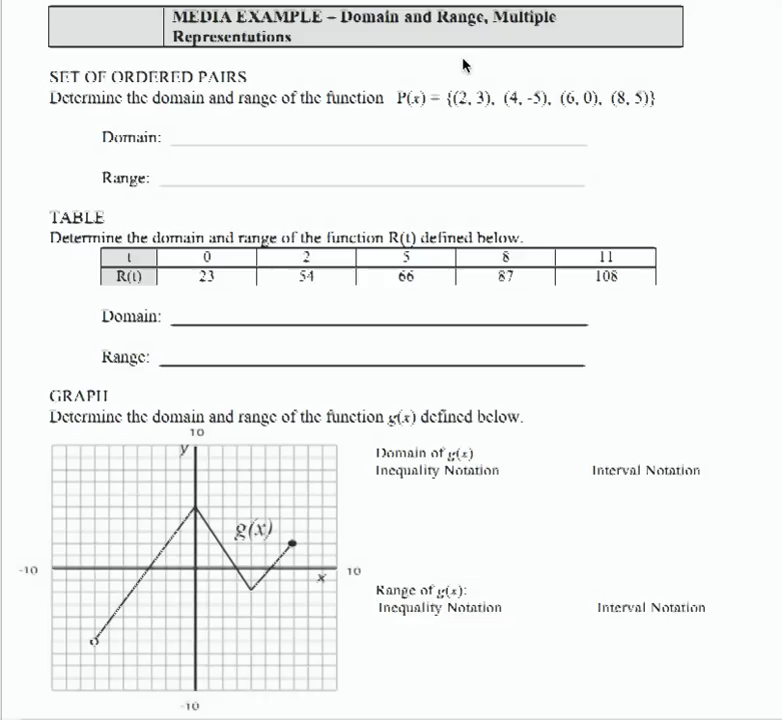 MEDIA EXAMPLE – Domain and Range, Multiple
Representations
SET OF ORDERED PAIRS
Determine the domain and range of the function P(x) = {(2, 3), (4, -5), (6, 0), (8, 5)}
Domain:
Range:
TABLE
Determine the domain and range of the function R(t) defined below.
t 0 2 5 8 11
R(t) 23 54 66 87 108
Domain:
Range:
GRAPH
Determine the domain and range of the function g(x) defined below.
10
y
g(x)
-10
x
10
-10
Domain of g(x)
Inequality Notation Interval Notation
Range of g(x):
Inequality Notation Interval Notation